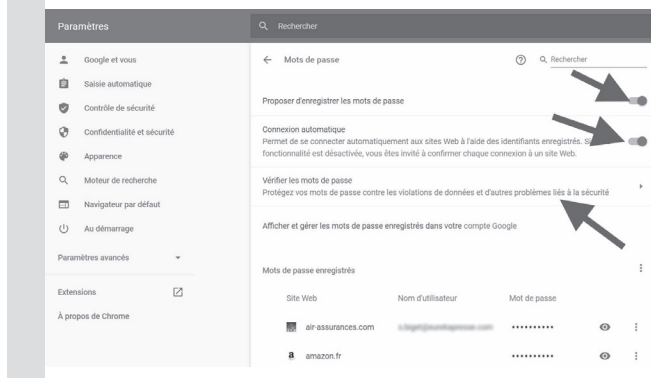 Paramètres
Rechercher
Google et vous
Saisie automatique
Contrôle de sécurité
Confidentialité et sécurité
Apparence
Moteur de recherche
Navigateur par défaut
Au démarrage
Paramètres avancés
Extensions
À propos de Chrome
Mots de passe
Rechercher
Proposer d'enregistrer les mots de passe
Connexion automatique
Permet de se connecter automatiquement aux sites Web à l'aide des identifiants enregistrés.
fonctionnalité est désactivée, vous êtes invité à confirmer chaque connexion à un site Web.
Vérifier les mots de passe
Protégez vos mots de passe contre les violations de données et d'autres problèmes liés à la sécurité
Afficher et gérer les mots de passe enregistrés dans votre compte Google
Mots de passe enregistrés
Site Web Nom d'utilisateur Mot de passe
air-assurances.com ••••••••••
amazon.fr ••••••••••